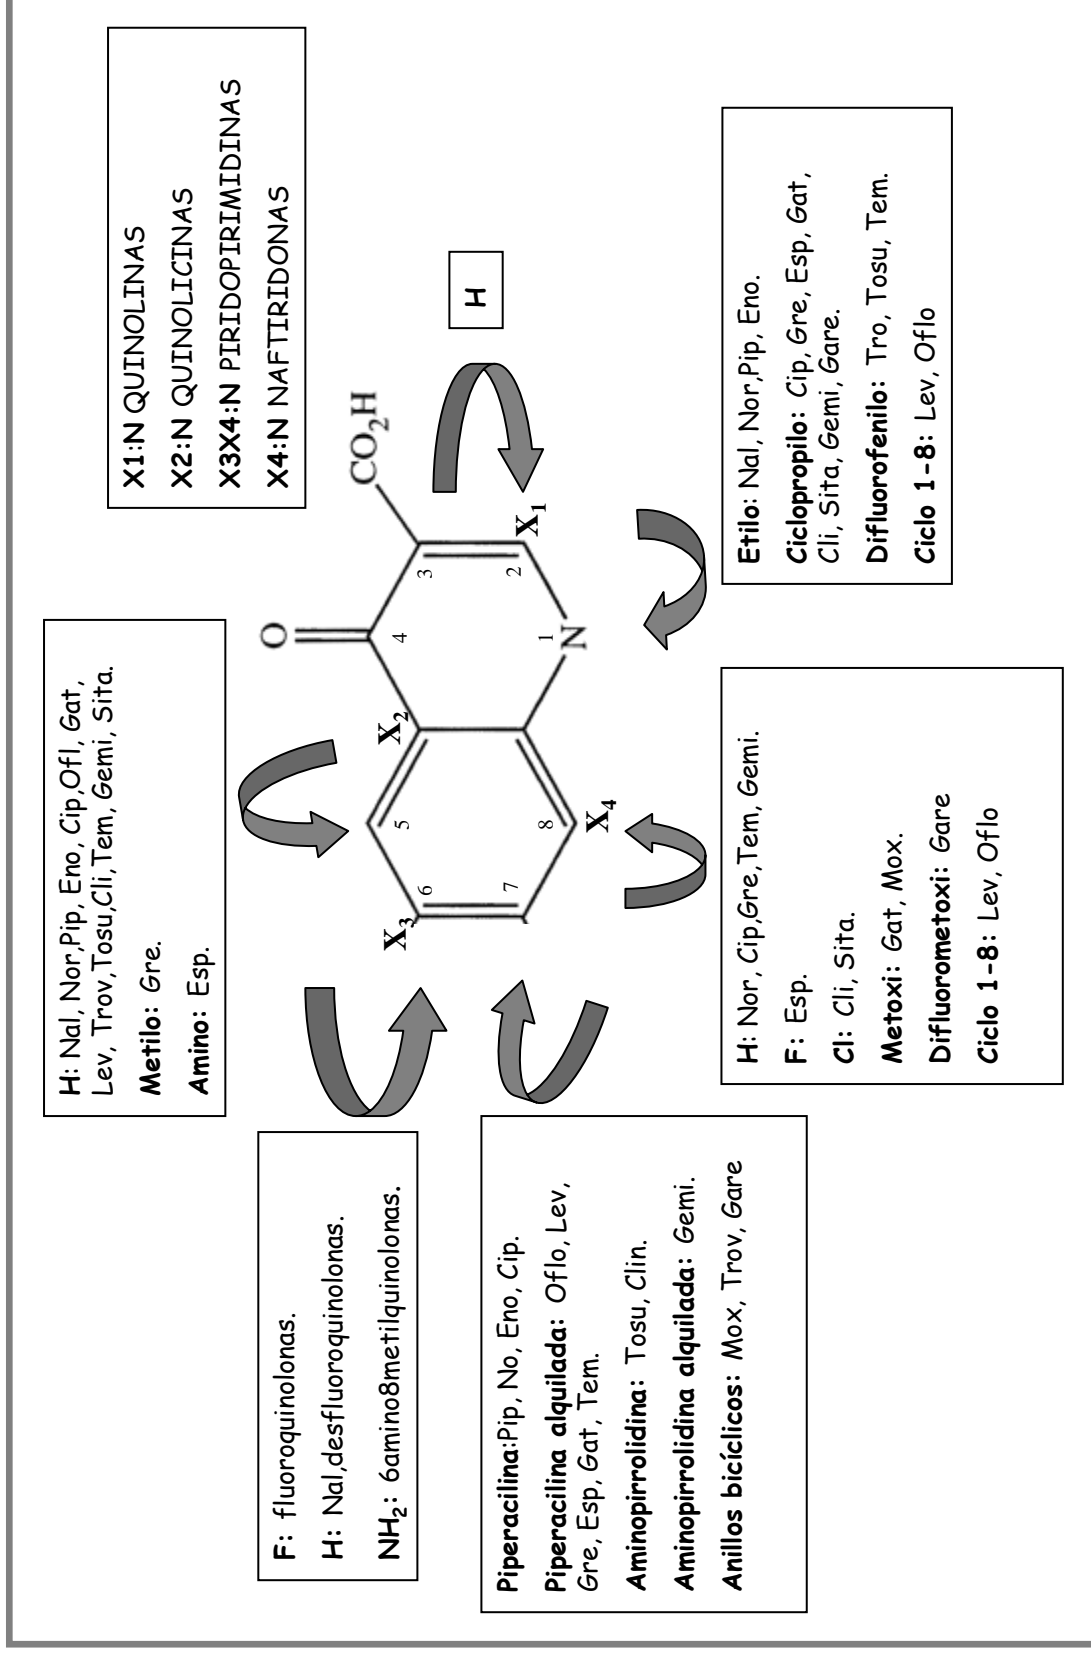 H: Nal, Nor,Pip, Eno, Cip,Ofl, Gat,
Lev, Trov,Tosu,Cli,Tem, Gemi, Sita.
Metilo: Gre.
Amino: Esp.
X1:N QUINOLINAS
X2:N QUINOLICINAS
X3X4:N PIRIDOPIRIMIDINAS
X4:N NAFTIRIDONAS
F: fluoroquinolonas.
H: Nal,desfluoroquinolonas.
NH₂: 6amino8metilquinolonas.
O
CO₂H
X₃
X₂
5
4
6
3
H
7
2
X₁
8
1
N
X₄
Piperacilina:Pip, No, Eno, Cip.
Piperacilina alquilada: Oflo, Lev,
Gre, Esp, Gat, Tem.
Aminopirrolidina: Tosu, Clin.
Aminopirrolidina alquilada: Gemi.
Anillos bicíclicos: Mox, Trov, Gare
H: Nor, Cip,Gre,Tem, Gemi.
F: Esp.
Cl: Cli, Sita.
Metoxi: Gat, Mox.
Difluorometoxi: Gare
Ciclo 1-8: Lev, Oflo
Etilo: Nal, Nor,Pip, Eno.
Ciclopropilo: Cip, Gre, Esp, Gat,
Cli, Sita, Gemi, Gare.
Difluorofenilo: Tro, Tosu, Tem.
Ciclo 1-8: Lev, Oflo